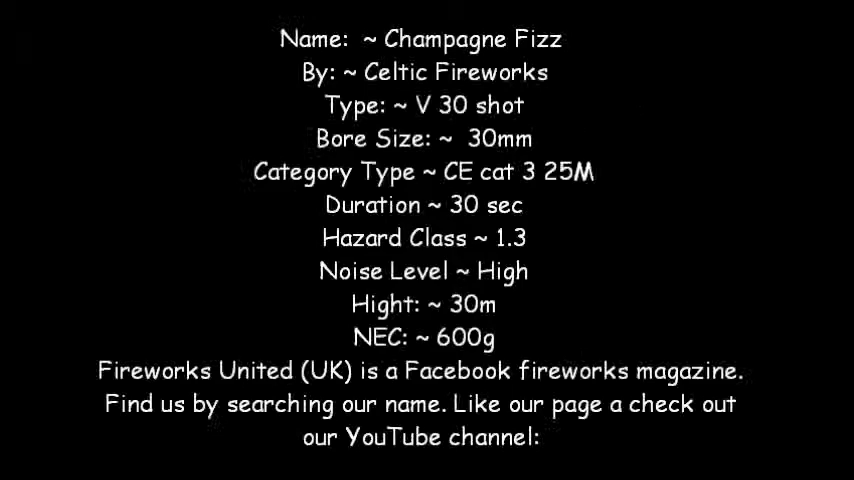 Name: ~ Champagne Fizz
By: ~ Celtic Fireworks
Type: ~ V 30 shot
Bore Size: ~ 30mm
Category Type ~ CE cat 3 25M
Duration ~ 30 sec
Hazard Class ~ 1.3
Noise Level ~ High
Hight: ~ 30m
NEC: ~ 600g
Fireworks United (UK) is a Facebook fireworks magazine.
Find us by searching our name. Like our page a check out
our YouTube channel: